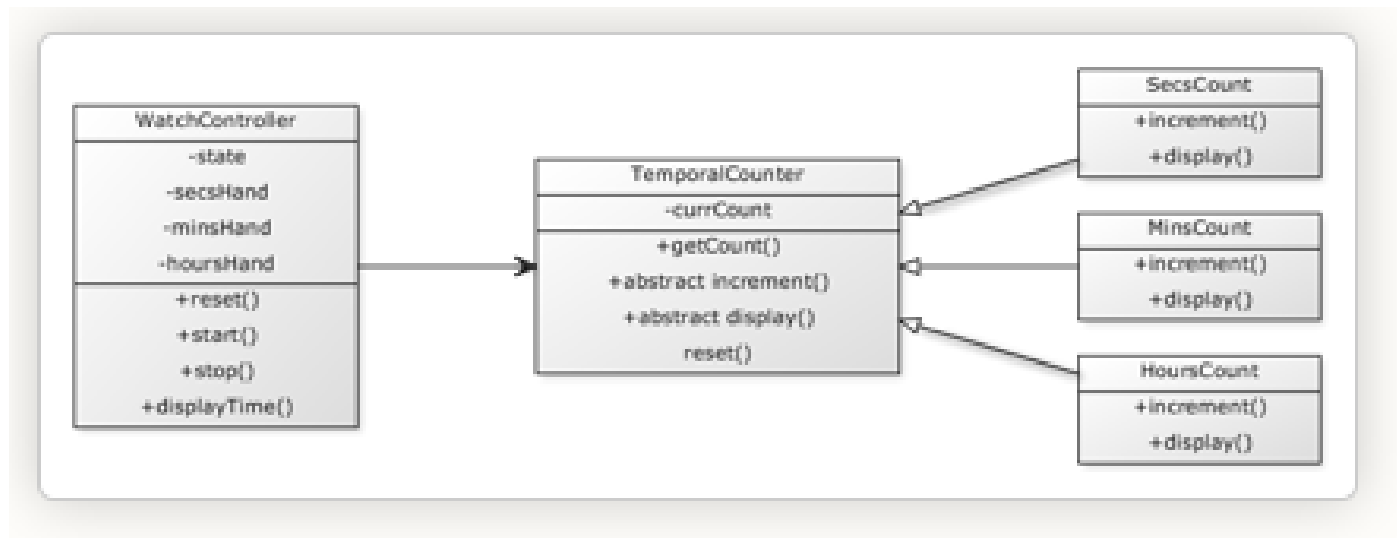 WatchController
-state
-secsHand
-minsHand
-hoursHand
+reset()
+start()
+stop()
+displayTime()
TemporalCounter
-currCount
+getCount()
+abstract increment()
+abstract display()
reset()
SecsCount
+increment()
+display()
MinsCount
+increment()
+display()
HoursCount
+increment()
+display()